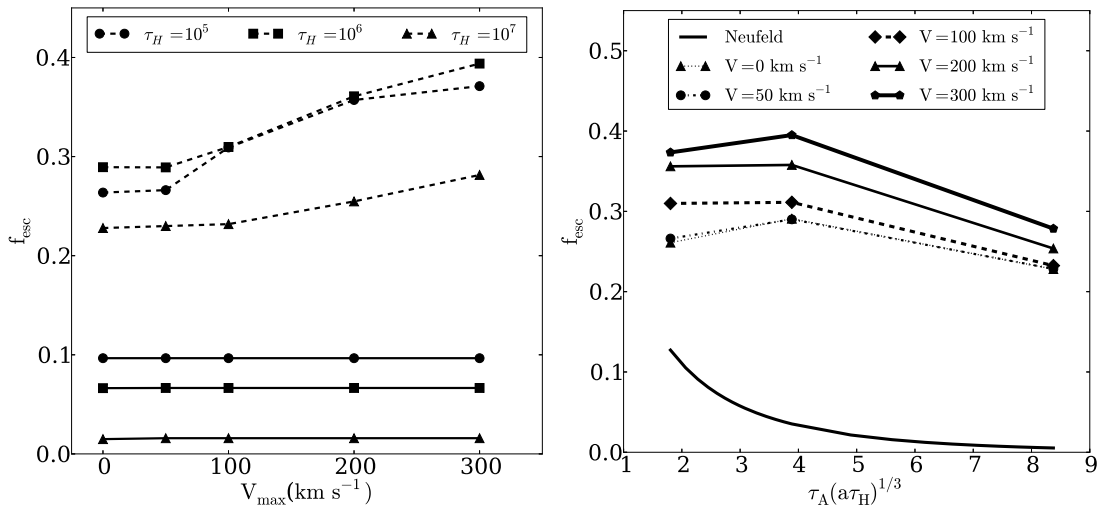 τ_H =10^5 τ_H =10^6 τ_H =10^7
0.4
0.3
0.2
0.1
0.0
f_esc
0 100 200 300
V_max(km s^−1)
Neufeld
V=0 km s^−1
V=50 km s^−1
V=100 km s^−1
V=200 km s^−1
V=300 km s^−1
0.5
0.4
0.3
0.2
0.1
0.0
f_esc
1 2 3 4 5 6 7 8 9
τ_A(aτ_H)^1/3